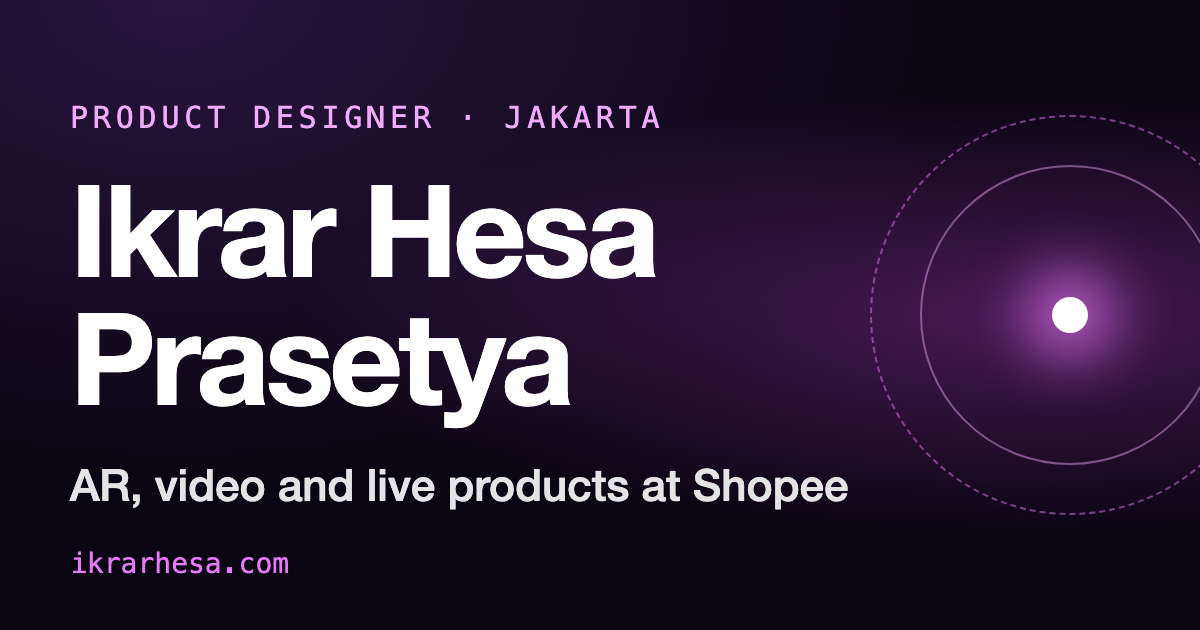 PRODUCT DESIGNER · JAKARTA
Ikrar Hesa
Prasetya
AR, video and live products at Shopee
ikrarhesa.com